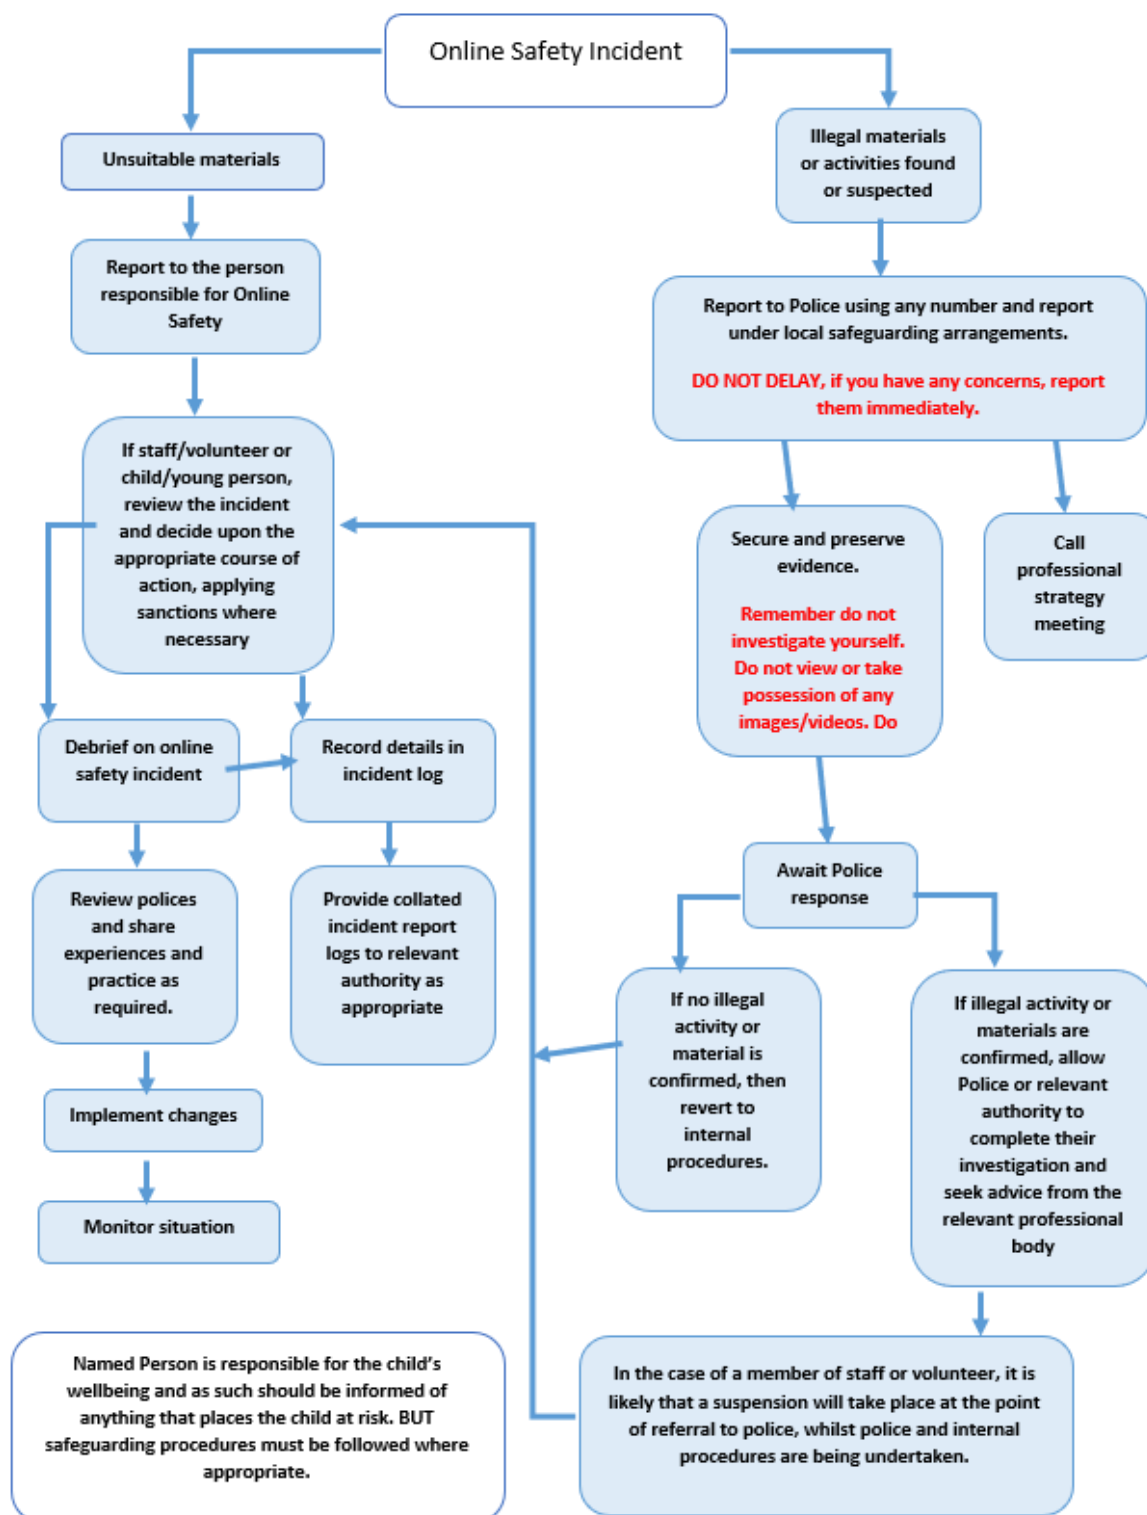 Online Safety Incident
Unsuitable materials
Report to the person
responsible for Online
Safety
If staff/volunteer or
child/young person,
review the incident
and decide upon the
appropriate course of
action, applying
sanctions where
necessary
Debrief on online
safety incident
Record details in
incident log
Review polices
and share
experiences and
practice as
required.
Provide collated
incident report
logs to relevant
authority as
appropriate
Implement changes
Monitor situation
Illegal materials
or activities found
or suspected
Report to Police using any number and report
under local safeguarding arrangements.
DO NOT DELAY, if you have any concerns, report
them immediately.
Secure and preserve
evidence.
Remember do not
investigate yourself.
Do not view or take
possession of any
images/videos. Do
Call
professional
strategy
meeting
Await Police
response
If no illegal
activity or
material is
confirmed, then
revert to
internal
procedures.
If illegal activity or
materials are
confirmed, allow
Police or relevant
authority to
complete their
investigation and
seek advice from the
relevant professional
body
In the case of a member of staff or volunteer, it is
likely that a suspension will take place at the point
of referral to police, whilst police and internal
procedures are being undertaken.
Named Person is responsible for the child's
wellbeing and as such should be informed of
anything that places the child at risk. BUT
safeguarding procedures must be followed where
appropriate.